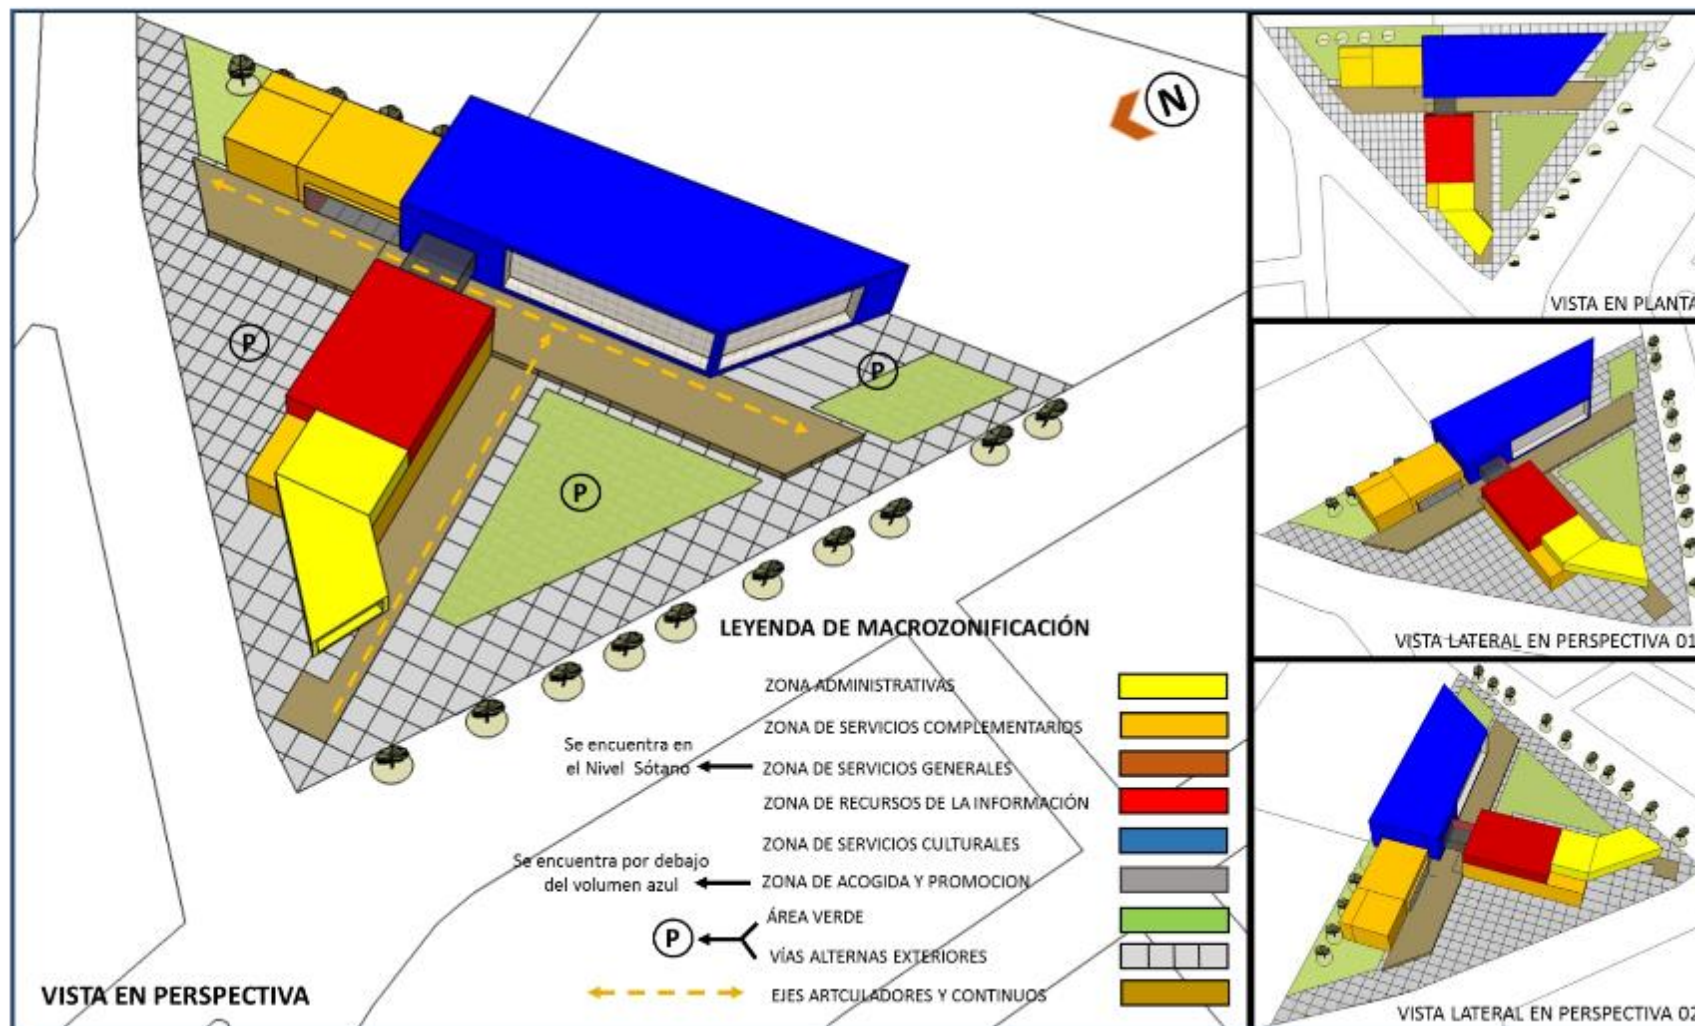 N
P
P
P
LEYENDA DE MACROZONIFICACIÓN
ZONA ADMINISTRATIVAS
ZONA DE SERVICIOS COMPLEMENTARIOS
Se encuentra en
el Nivel Sótano
ZONA DE SERVICIOS GENERALES
ZONA DE RECURSOS DE LA INFORMACIÓN
ZONA DE SERVICIOS CULTURALES
Se encuentra por debajo
del volumen azul
ZONA DE ACOGIDA Y PROMOCION
ÁREA VERDE
P
VÍAS ALTERNAS EXTERIORES
EJES ARTCULADORES Y CONTINUOS
VISTA EN PERSPECTIVA
VISTA EN PLANTA
VISTA LATERAL EN PERSPECTIVA 01
VISTA LATERAL EN PERSPECTIVA 02